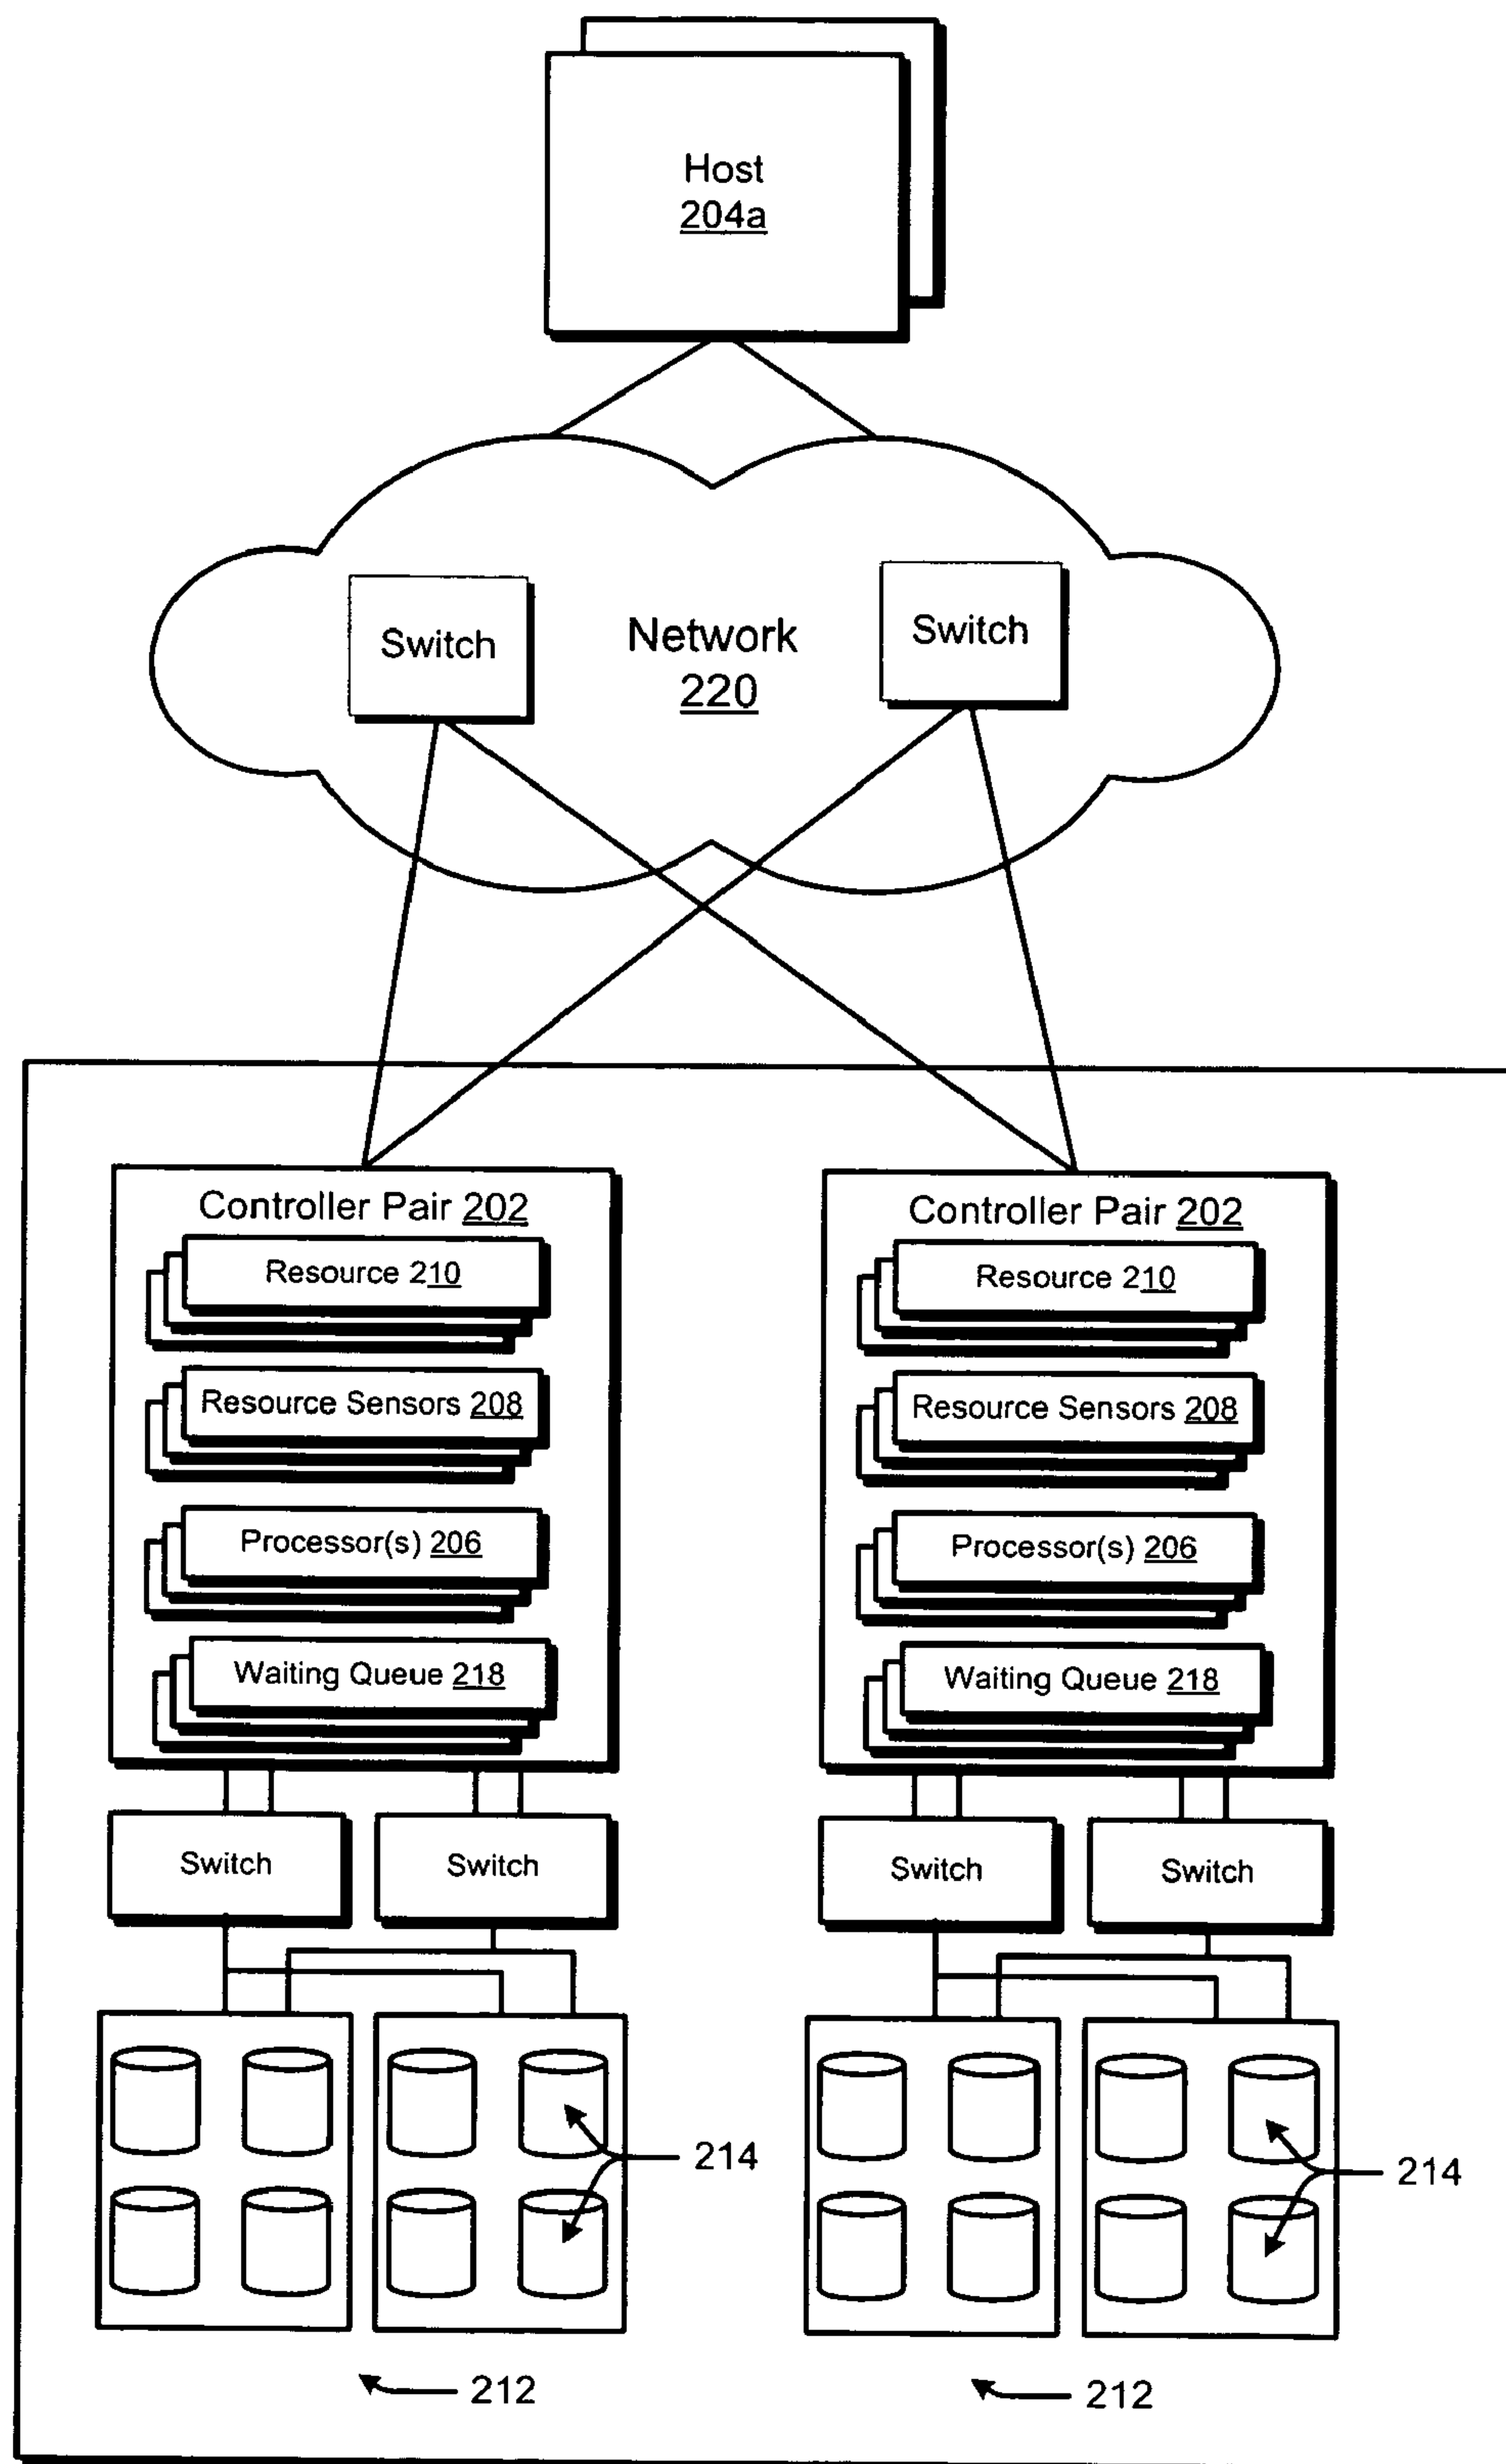 Host
204a
Switch
Network
220
Switch
Controller Pair 202
Resource 210
Resource Sensors 208
Processor(s) 206
Waiting Queue 218
Controller Pair 202
Resource 210
Resource Sensors 208
Processor(s) 206
Waiting Queue 218
Switch
Switch
Switch
Switch
214
214
212
212